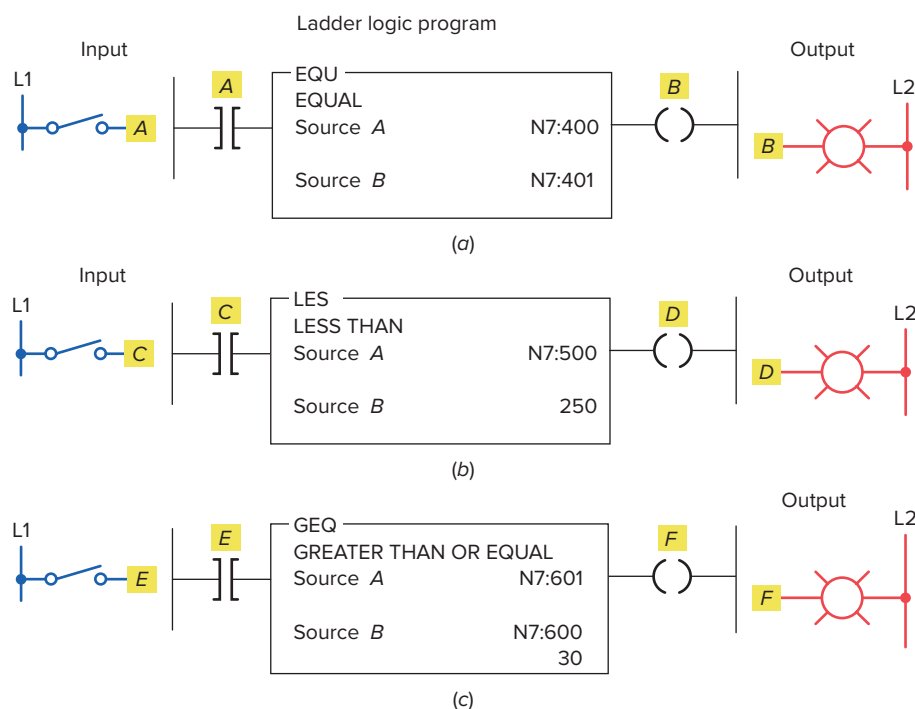 Ladder logic program
Input
Output
L1
A
A
EQU
EQUAL
Source A N7:400
Source B N7:401
B
B
L2
(a)
Input
Output
L1
C
C
LES
LESS THAN
Source A N7:500
Source B 250
D
D
L2
(b)
Output
L1
E
E
GEQ
GREATER THAN OR EQUAL
Source A N7:601
Source B N7:600
30
F
F
L2
(c)